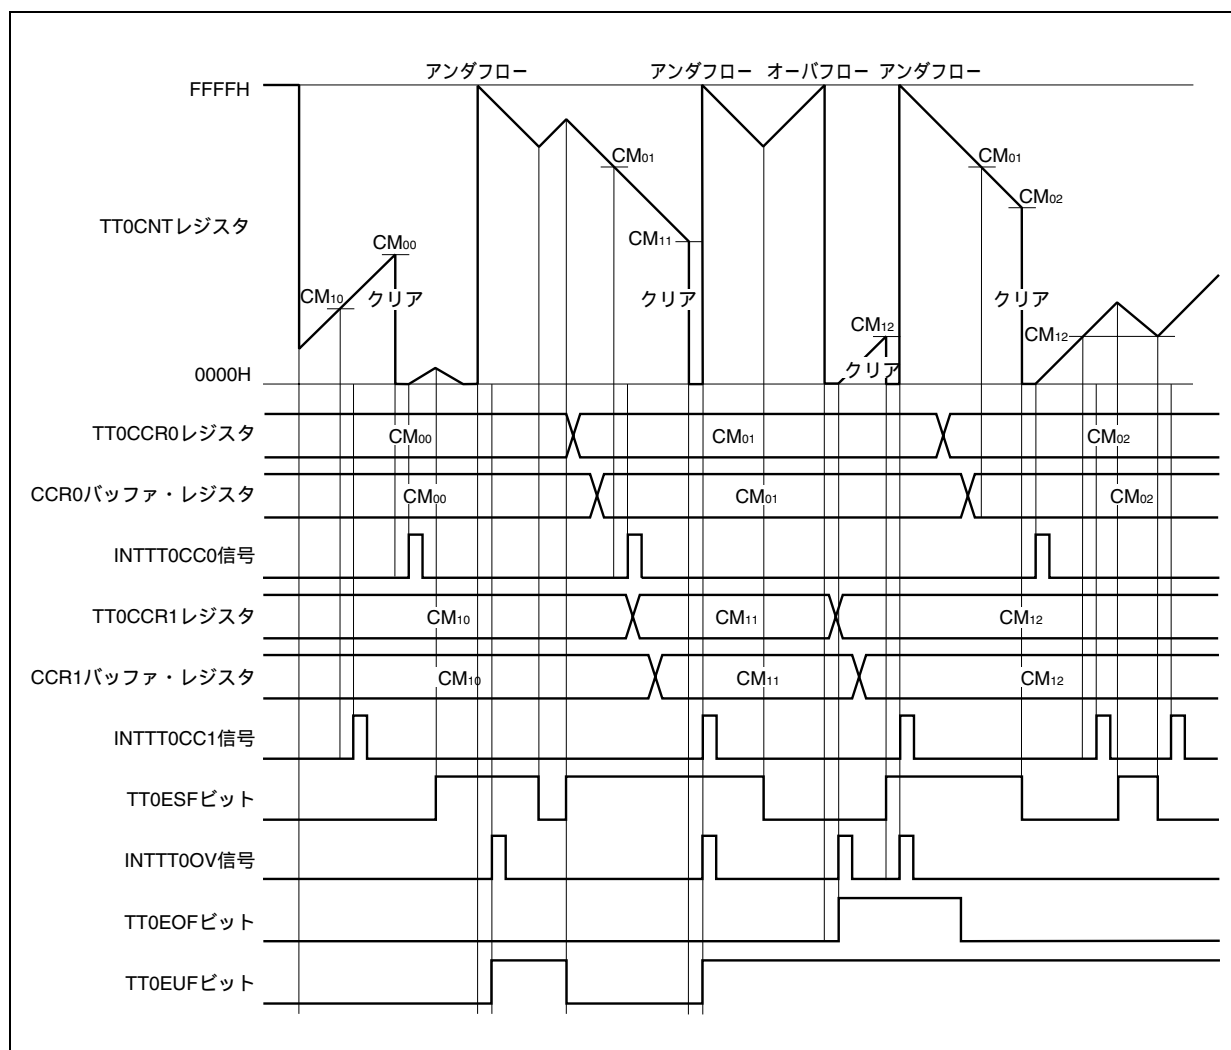 アンダフロー アンダフロー オーバフロー アンダフロー
FFFFH
CM01 CM01
CM02
TT0CNTレジスタ
CM00 CM11
CM10 クリア クリア クリア
CM12 CM12
クリア
0000H
TT0CCR0レジスタ CM00 CM01 CM02
CCR0バッファ・レジスタ CM00 CM01 CM02
INTTT0CC0信号
TT0CCR1レジスタ CM10 CM11 CM12
CCR1バッファ・レジスタ CM10 CM11 CM12
INTTT0CC1信号
TT0ESFビット
INTTT0OV信号
TT0EOFビット
TT0EUFビット